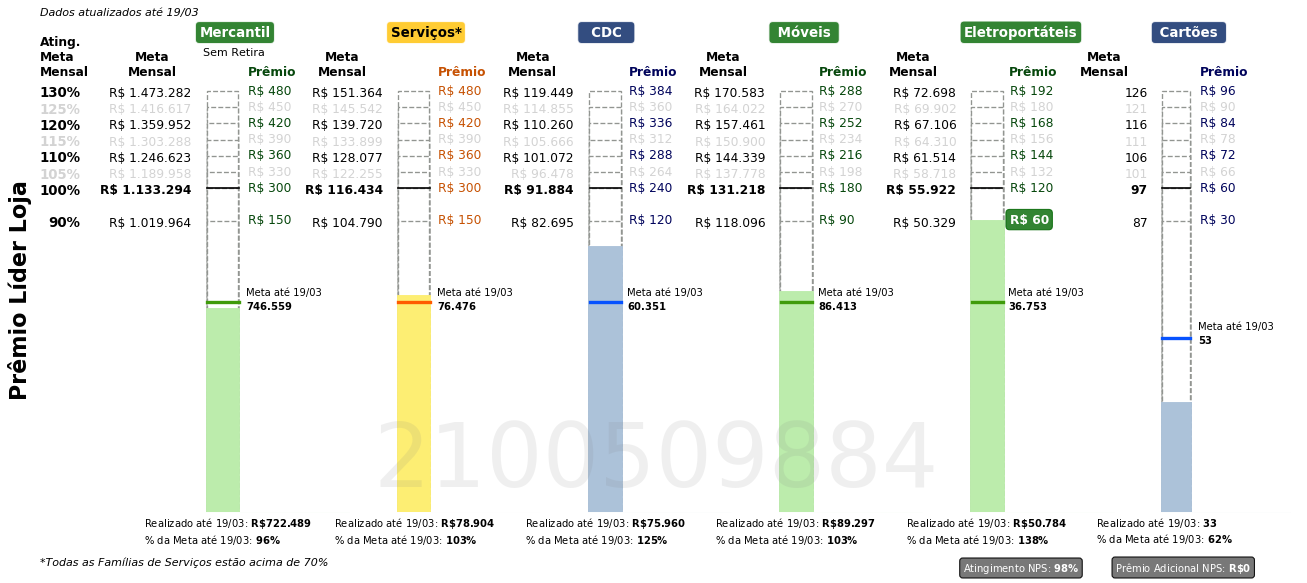 Dados atualizados até 19/03
Mercantil Serviços* CDC Móveis Eletroportáteis Cartões
Ating. Meta Mensal
Sem Retira
Meta Mensal Prêmio Meta Mensal Prêmio Meta Mensal Prêmio Meta Mensal Prêmio Meta Mensal Prêmio Meta Mensal Prêmio
130% R$ 1.473.282 R$ 480 R$ 151.364 R$ 480 R$ 119.449 R$ 384 R$ 170.583 R$ 288 R$ 72.698 R$ 192 126 R$ 96
125% R$ 1.416.617 R$ 450 R$ 145.542 R$ 450 R$ 114.855 R$ 360 R$ 164.022 R$ 270 R$ 69.902 R$ 180 121 R$ 90
120% R$ 1.359.952 R$ 420 R$ 139.720 R$ 420 R$ 110.260 R$ 336 R$ 157.461 R$ 252 R$ 67.106 R$ 168 116 R$ 84
115% R$ 1.303.288 R$ 390 R$ 133.899 R$ 390 R$ 105.666 R$ 312 R$ 150.900 R$ 234 R$ 64.310 R$ 156 111 R$ 78
110% R$ 1.246.623 R$ 360 R$ 128.077 R$ 360 R$ 101.072 R$ 288 R$ 144.339 R$ 216 R$ 61.514 R$ 144 106 R$ 72
105% R$ 1.189.958 R$ 330 R$ 122.255 R$ 330 R$ 96.478 R$ 264 R$ 137.778 R$ 198 R$ 58.718 R$ 132 101 R$ 66
100% R$ 1.133.294 R$ 300 R$ 116.434 R$ 300 R$ 91.884 R$ 240 R$ 131.218 R$ 180 R$ 55.922 R$ 120 97 R$ 60
90% R$ 1.019.964 R$ 150 R$ 104.790 R$ 150 R$ 82.695 R$ 120 R$ 118.096 R$ 90 R$ 50.329 R$ 60 87 R$ 30
Prêmio Líder Loja
Meta até 19/03 Meta até 19/03 Meta até 19/03 Meta até 19/03 Meta até 19/03
746.559 76.476 60.351 86.413 36.753
Meta até 19/03
53
2100509884
Realizado até 19/03: R$722.489 Realizado até 19/03: R$78.904 Realizado até 19/03: R$75.960 Realizado até 19/03: R$89.297 Realizado até 19/03: R$50.784 Realizado até 19/03: 33
% da Meta até 19/03: 96% % da Meta até 19/03: 103% % da Meta até 19/03: 125% % da Meta até 19/03: 103% % da Meta até 19/03: 138% % da Meta até 19/03: 62%
*Todas as Famílias de Serviços estão acima de 70%
Atingimento NPS: 98% Prêmio Adicional NPS: R$0